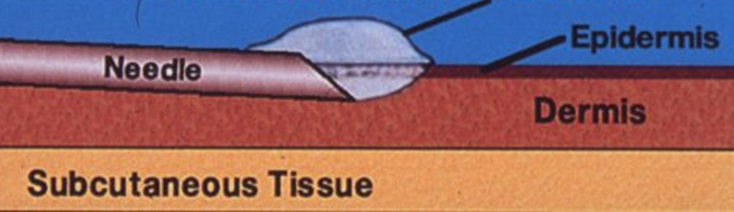 Epidermis
Needle
Dermis
Subcutaneous Tissue